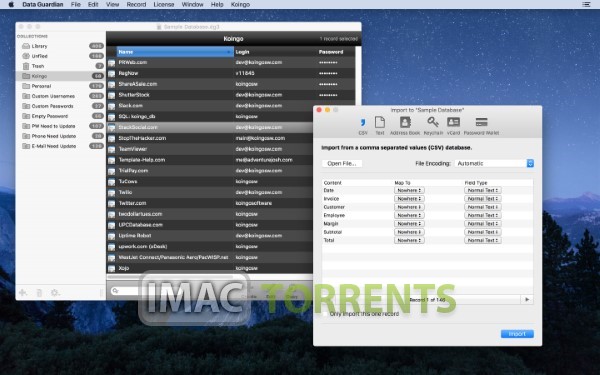 Data Guardian File Edit View Record License Window Help Koingo
Sample Database.dg3
COLLECTIONS
Library
Unfiled
Trash
Koingo
Personal
Custom Usernames
Custom Passwords
Empty Password
PW Need to Update
Phone Need Update
E-Mail Need Update
Koingo
1 record selected
Name Login Password
PRWeb.com dev@koingosw.com ••••••••
RegNow v11845 ••••••••
ShareASale.com dev@koingosw.com ••••••••
ShutterStock dev@koingosw.com
Slack.com dev@koingosw.com
SQL: koingo_db
StackSocial.com dev@koingosw.com
StopTheHacker.com
TeamViewer dev@koingosw.com
Template-Help.com
TrialPay.com dev@koingosw.com
TuCows koingosw
Twilio dev@koingosw.com
Twitter.com koingosoftware
twodollartues.com koingosw
UPCDatabase.com koingosw
Uptime Robot dev@koingosw.com
upwork.com (oDesk) koingosw
WestJet Connect/Panasonic Aero/PacWISP.net koingosw
Xojo koingosw
Import to "Sample Database"
CSV Text Address Book Keychain vCard Password Wallet
Import from a comma separated values (CSV) database.
Open File... File Encoding: Automatic
Content Map To Field Type
Date Nowhere Normal Text
Invoice Nowhere Normal Text
Customer Nowhere Normal Text
Employee Nowhere Normal Text
Margin Nowhere Normal Text
Subtotal Nowhere Normal Text
Total Nowhere Normal Text
Record 1 of 140
Only import this one record
Import
IMAC TORRENTS